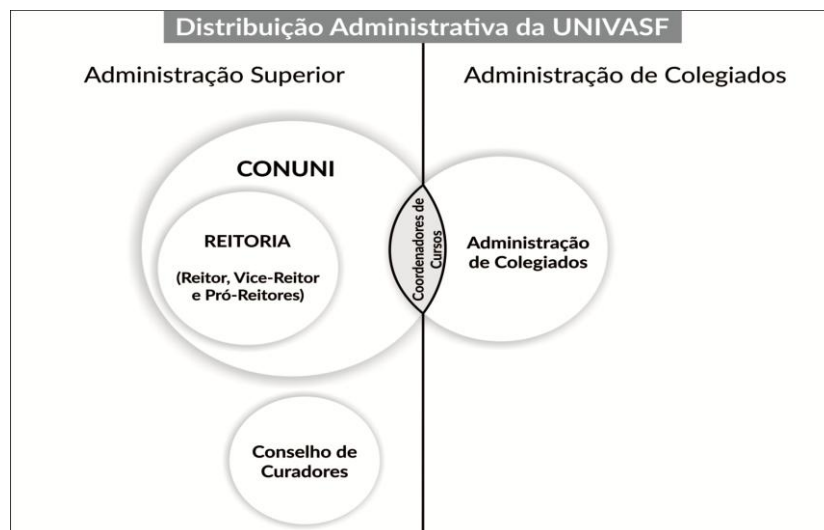 Distribuição Administrativa da UNIVASF
Administração Superior
Administração de Colegiados
CONUNI
REITORIA
(Reitor, Vice-Reitor
e Pró-Reitores)
Coordenadores de
Cursos
Administração
de Colegiados
Conselho de
Curadores